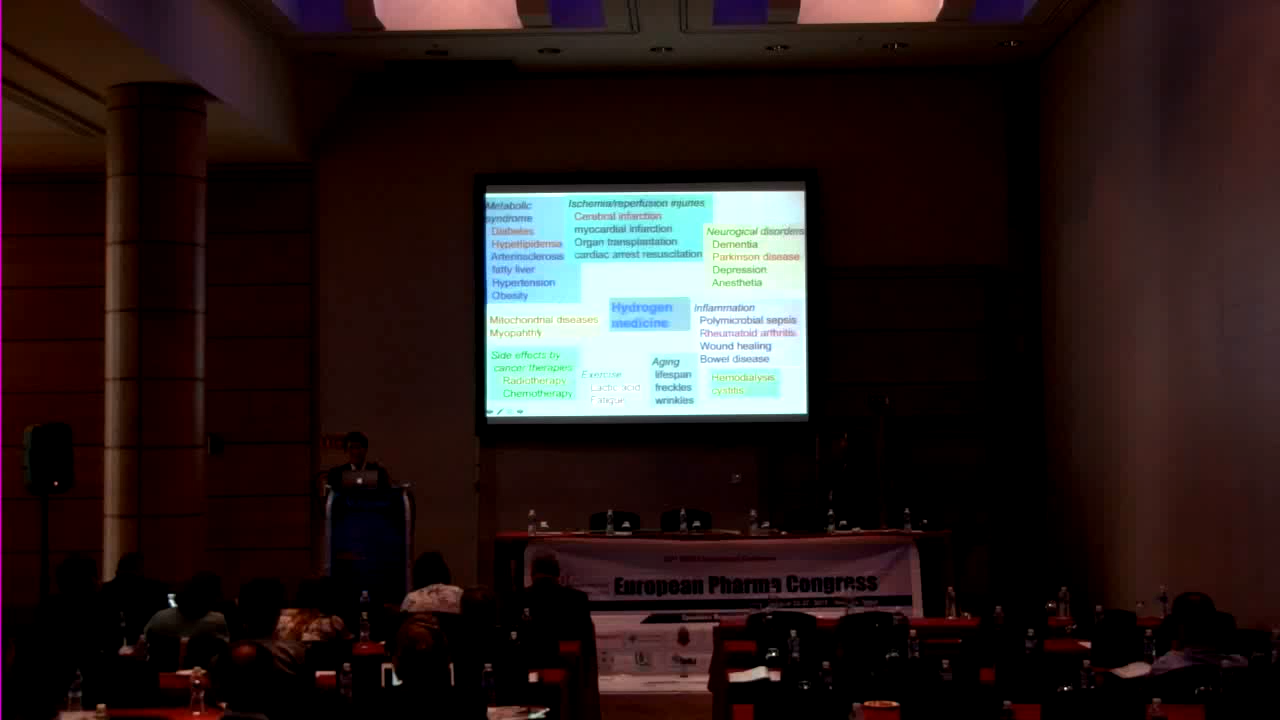 Metabolic
syndrome
Diabetes
Hyperlipidemia
Arteriosclerosis
fatty liver
Hypertension
Obesity
Ischemia/reperfusion injuries
Cerebral infarction
myocardial infarction
Organ transplantation
cardiac arrest resuscitation
Neurogical disorders
Dementia
Parkinson disease
Depression
Anesthetia
Hydrogen
medicine
Inflammation
Polymicrobial sepsis
Rheumatoid arthritis
Wound healing
Bowel disease
Mitochondrial diseases
Side effects by
cancer therapies
Radiotherapy
Chemotherapy
Exercise
Lactic acid
Fatigue
Aging
lifespan
freckles
wrinkles
Hemodialysis
cystitis
European Pharma Congress